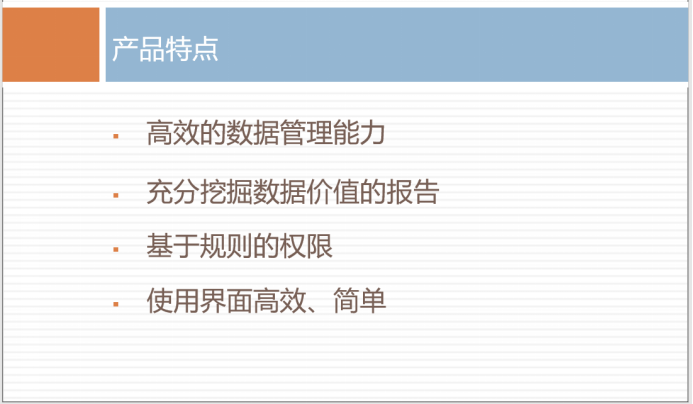 产品特点
高效的数据管理能力
充分挖掘数据价值的报告
基于规则的权限
使用界面高效、简单